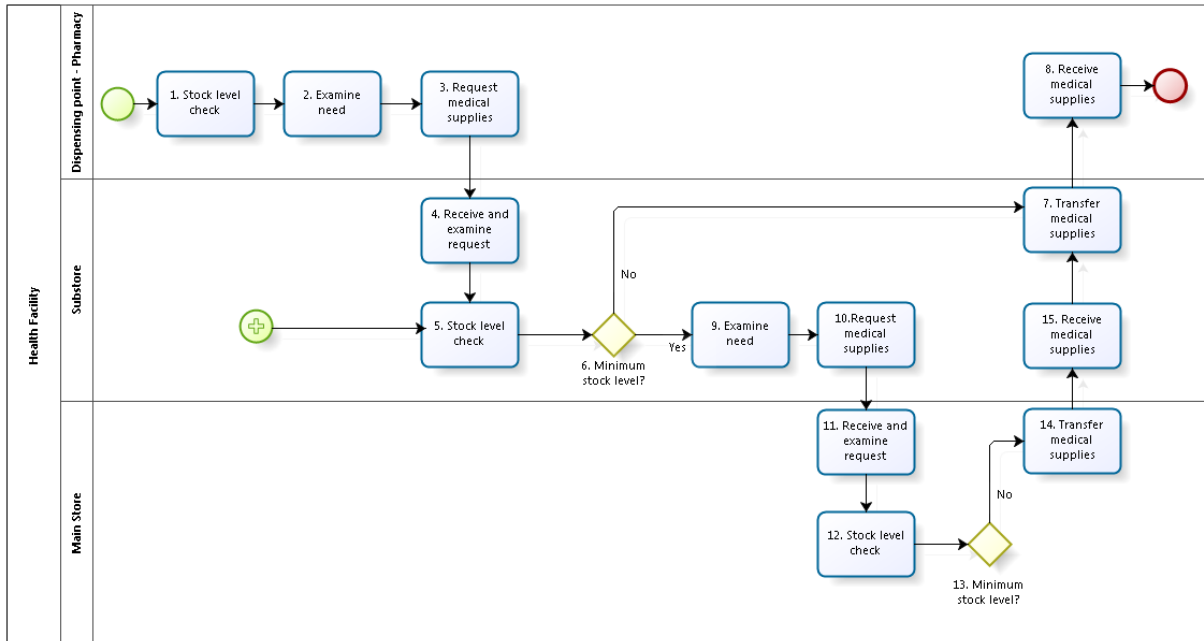 Health Facility
Dispensing point - Pharmacy
1. Stock level
check
2. Examine
need
3. Request
medical
supplies
8. Receive
medical
supplies
Substore
4. Receive and
examine
request
5. Stock level
check
No
6. Minimum
stock level?
Yes
9. Examine
need
10.Request
medical
supplies
7. Transfer
medical
supplies
15. Receive
medical
supplies
Main Store
11. Receive and
examine
request
12. Stock level
check
No
13. Minimum
stock level?
14. Transfer
medical
supplies